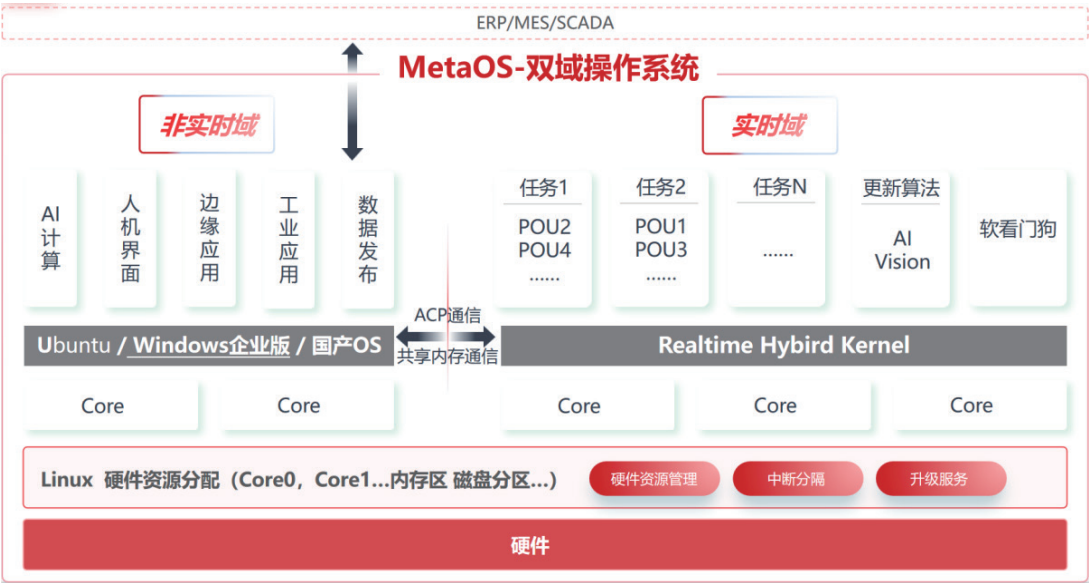 ERP/MES/SCADA
MetaOS-双域操作系统
非实时域
实时域
AI计算
人机界面
边缘应用
工业应用
数据发布
任务1
POU2
POU4
……
任务2
POU1
POU3
……
任务N
……
更新算法
AI
Vision
软看门狗
ACP通信
共享内存通信
Ubuntu / Windows企业版 / 国产OS
Realtime Hybird Kernel
Core
Core
Core
Core
Core
Linux 硬件资源分配（Core0，Core1...内存区 磁盘分区...）
硬件资源管理
中断分隔
升级服务
硬件